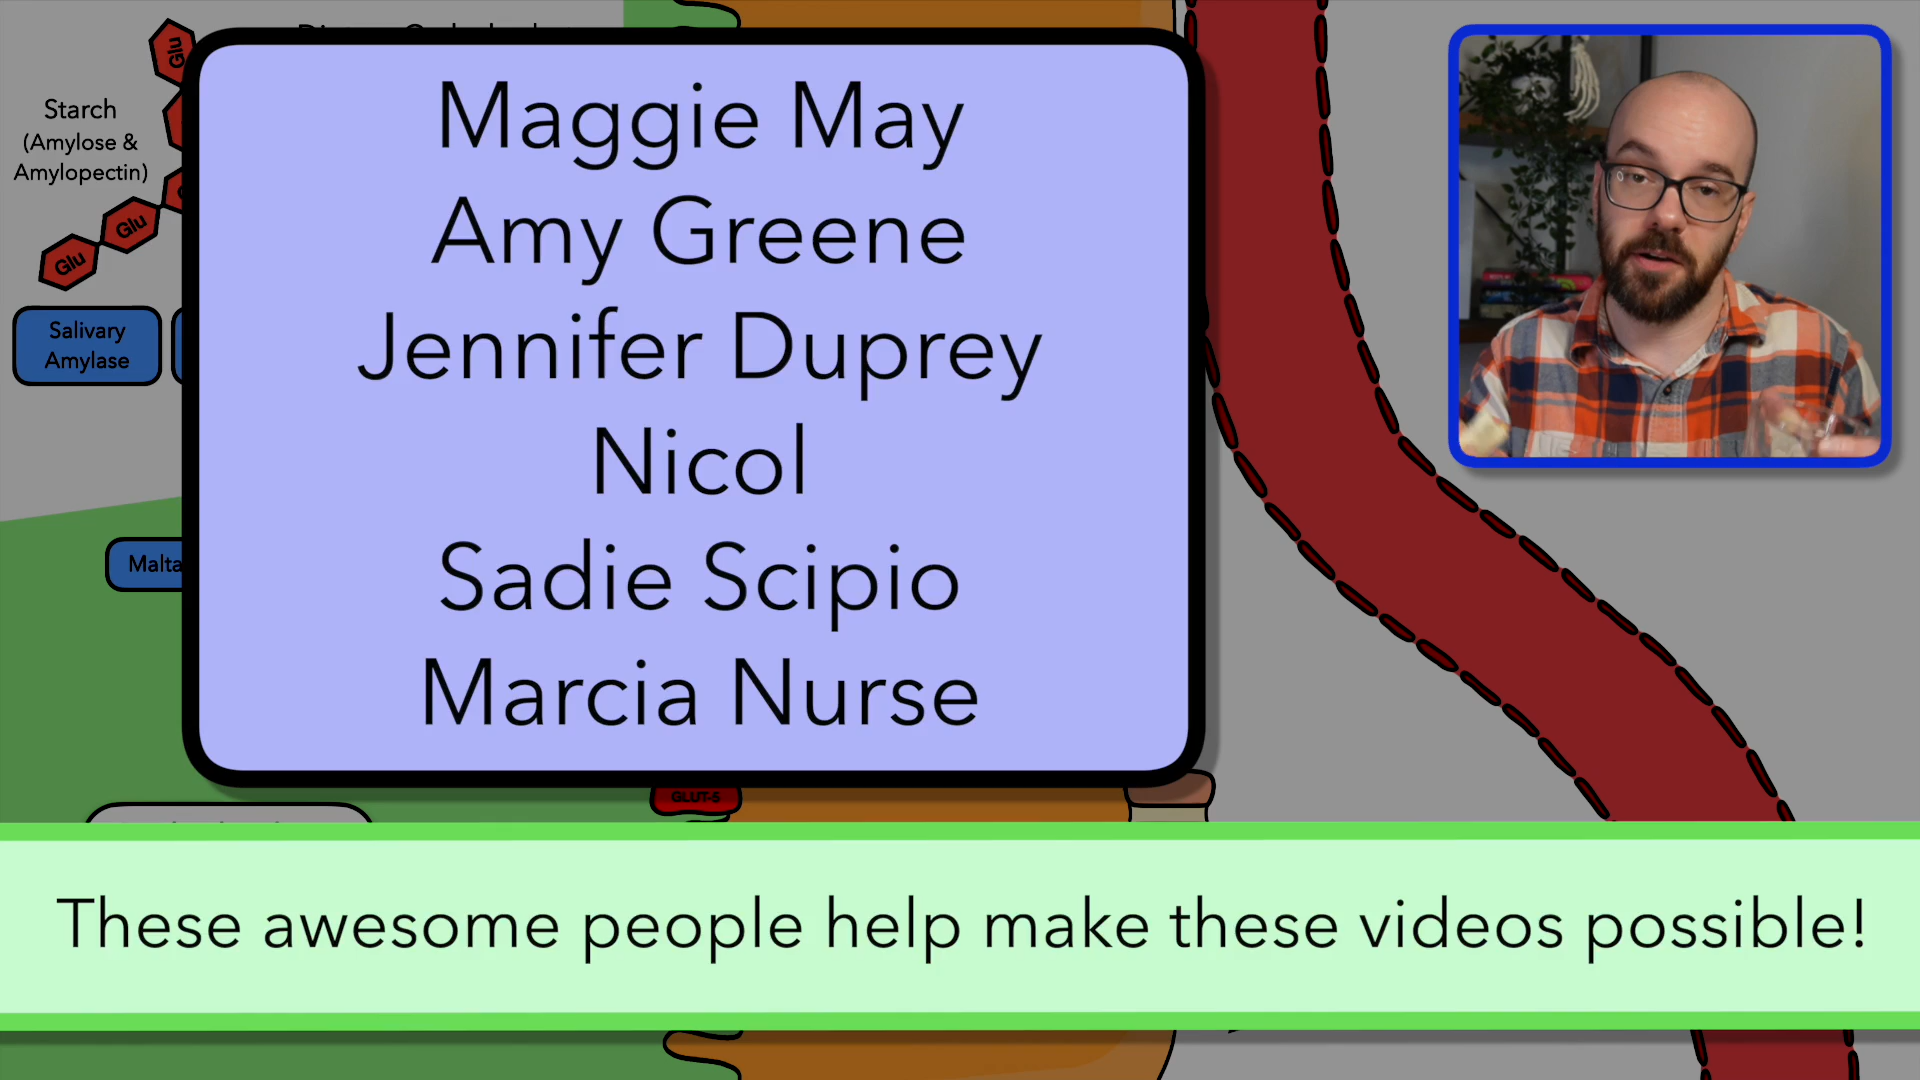 Glu
Starch
(Amylose &
Amylopectin)
Glu
Glu
Salivary
Amylase
Maggie May
Amy Greene
Jennifer Duprey
Nicol
Sadie Scipio
Marcia Nurse
GLUT-5
These awesome people help make these videos possible!